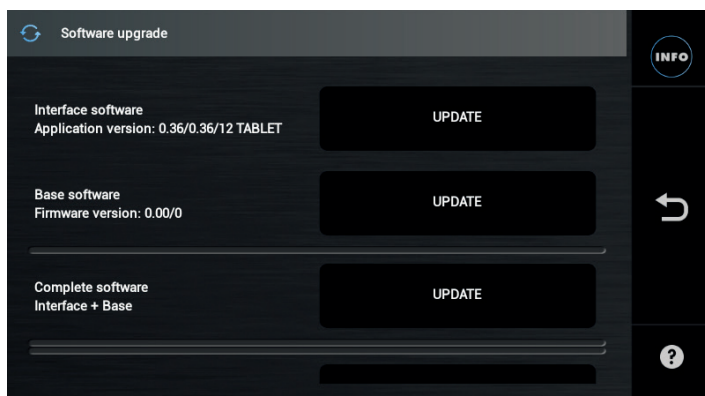 Software upgrade
INFO
Interface software
Application version: 0.36/0.36/12 TABLET
UPDATE
Base software
Firmware version: 0.00/0
UPDATE
Complete software
Interface + Base
UPDATE
?